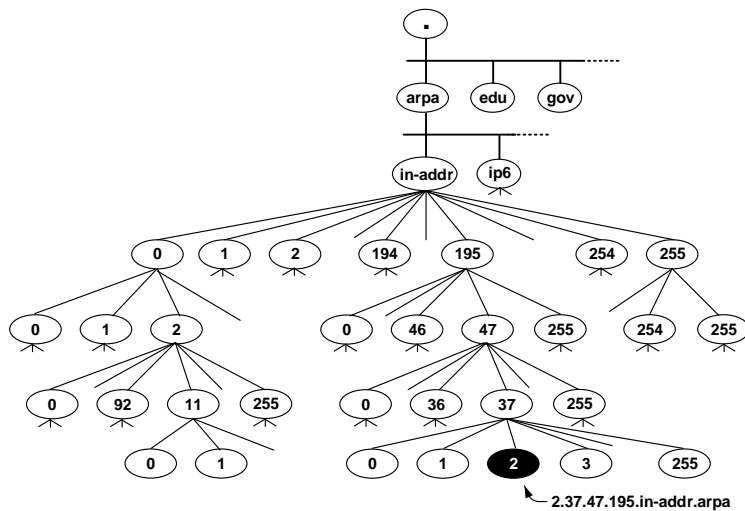 .
arpa edu gov
in-addr ip6
0 1 2 194 195 254 255
0 1 2 0 46 47 255 254 255
0 92 11 255 0 36 37 255
0 1 0 1 2 3 255
2.37.47.195.in-addr.arpa